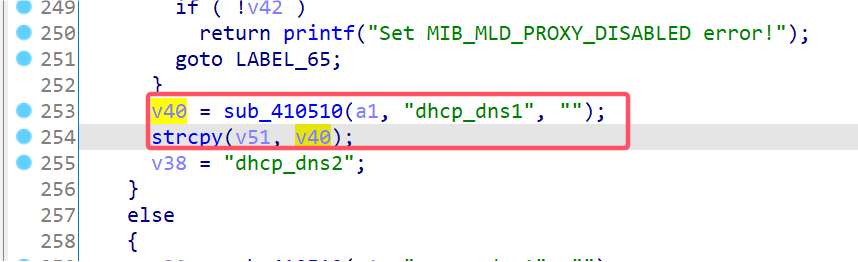 249
if ( !v42 )
250 return printf("Set MIB_MLD_PROXY_DISABLED error!");
251 goto LABEL_65;
252 }
253 v40 = sub_410510(a1, "dhcp_dns1", "");
254 strcpy(v51, v40);
255 v38 = "dhcp_dns2";
256 }
257 else
258 {